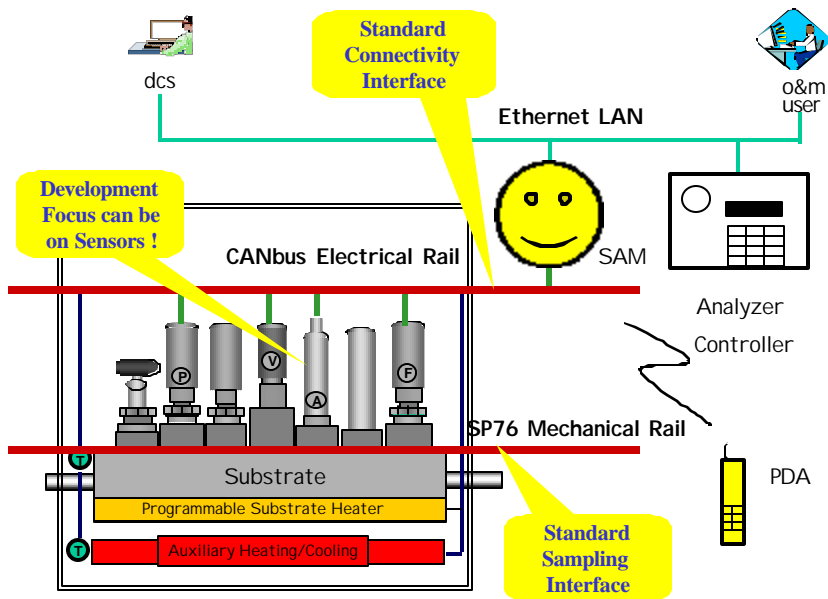 dcs
Standard
Connectivity
Interface
o&m
user
Ethernet LAN
Development
Focus can be
on Sensors !
CANbus Electrical Rail
SAM
Analyzer
Controller
P
V
A
F
SP76 Mechanical Rail
T
Substrate
PDA
Programmable Substrate Heater
T
Auxiliary Heating/Cooling
Standard
Sampling
Interface